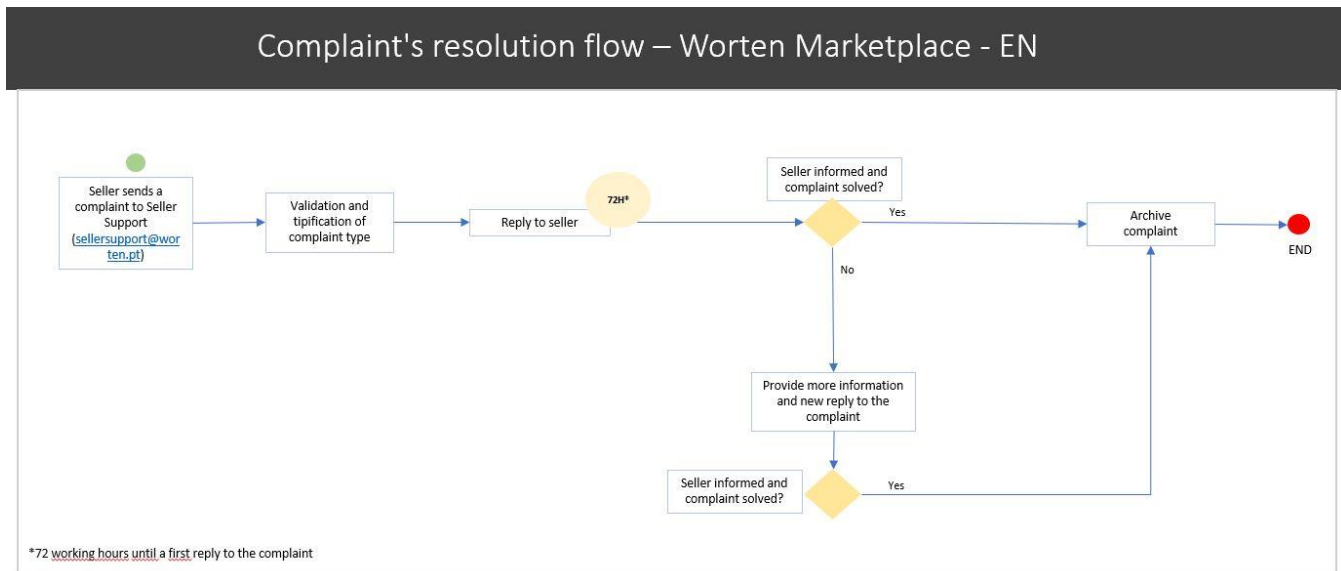 Complaint's resolution flow – Worten Marketplace - EN
Seller sends a
complaint to Seller
Support
(sellersupport@wor
ten.pt)
Validation and
tipification of
complaint type
Reply to seller
72H*
Seller informed and
complaint solved?
Yes
No
Archive
complaint
END
Provide more information
and new reply to the
complaint
Seller informed and
complaint solved?
Yes
*72 working hours until a first reply to the complaint